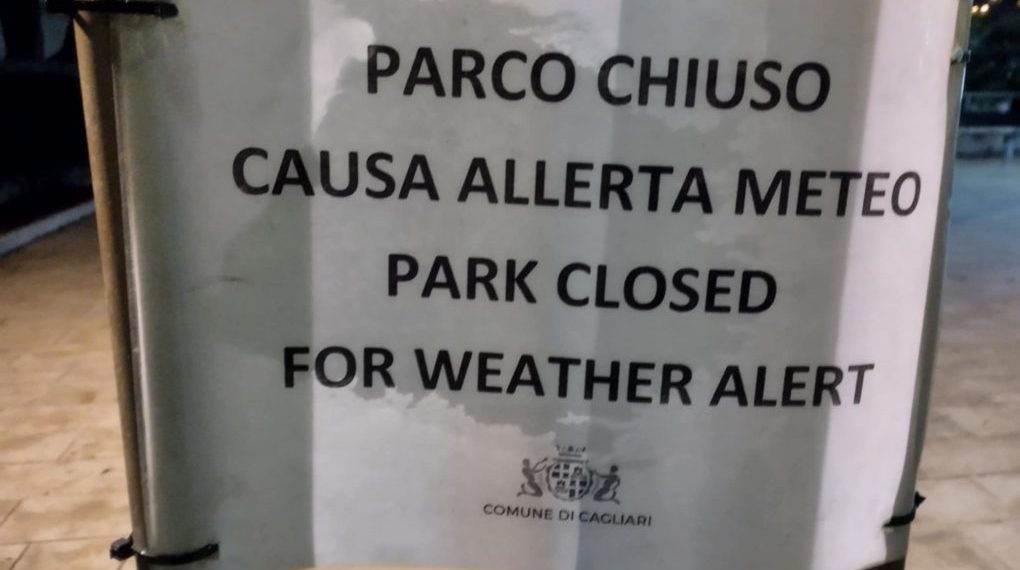 PARCO CHIUSO
CAUSA ALLERTA METEO
PARK CLOSED
FOR WEATHER ALERT
COMUNE DI CAGLIARI